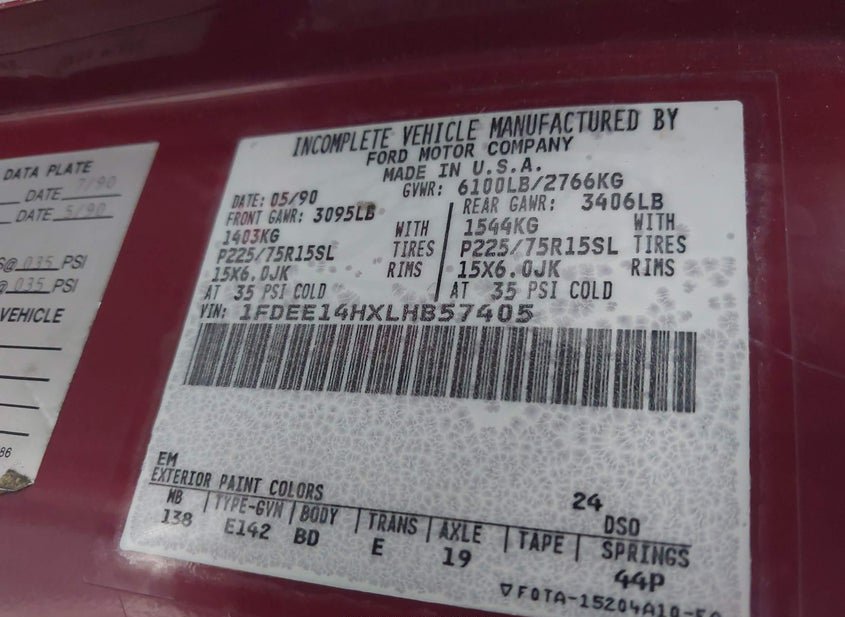 DATA PLATE
DATE 7/90
DATE 5/90
@ 035 PSI
@ 035 PSI
VEHICLE
86
INCOMPLETE VEHICLE MANUFACTURED BY
FORD MOTOR COMPANY
MADE IN U.S.A.
DATE: 05/90 GVWR: 6100LB/2766KG
FRONT GAWR: 3095LB REAR GAWR: 3406LB
1403KG WITH 1544KG WITH
P225/75R15SL TIRES P225/75R15SL TIRES
15X6.0JK RIMS 15X6.0JK RIMS
AT 35 PSI COLD AT 35 PSI COLD
VIN: 1FDEE14HXLHB57405
EM
EXTERIOR PAINT COLORS 24 DSO
WB TYPE-GVW BODY TRANS AXLE TAPE SPRINGS
138 E142 BD E 19 44P
F0TA-15204A10-